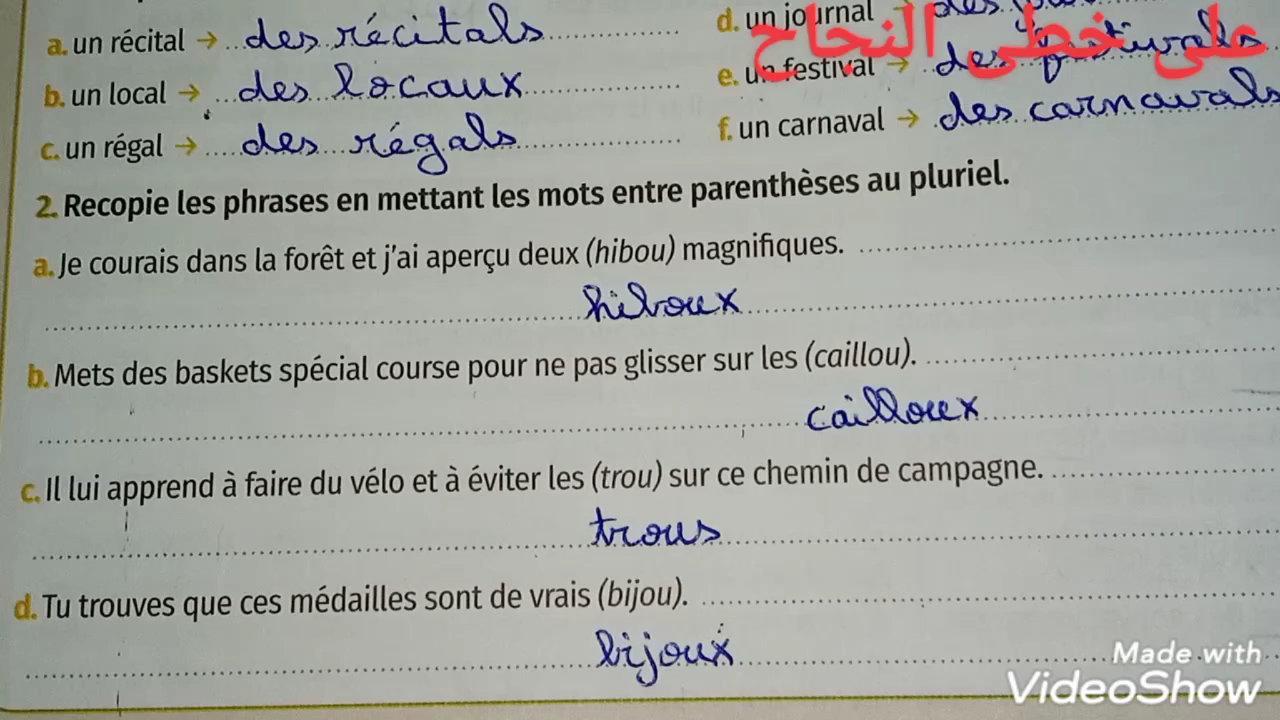 a. un récital → des récitals
b. un local → des locaux
c. un régal → des régals
d. un journal → des
e. un festival → des festivals
f. un carnaval → des carnavals
على خطى النجاح
2. Recopie les phrases en mettant les mots entre parenthèses au pluriel.
a. Je courais dans la forêt et j'ai aperçu deux (hibou) magnifiques.
hiboux
b. Mets des baskets spécial course pour ne pas glisser sur les (caillou).
cailloux
c. Il lui apprend à faire du vélo et à éviter les (trou) sur ce chemin de campagne.
trous
d. Tu trouves que ces médailles sont de vrais (bijou).
bijoux
Made with
VideoShow